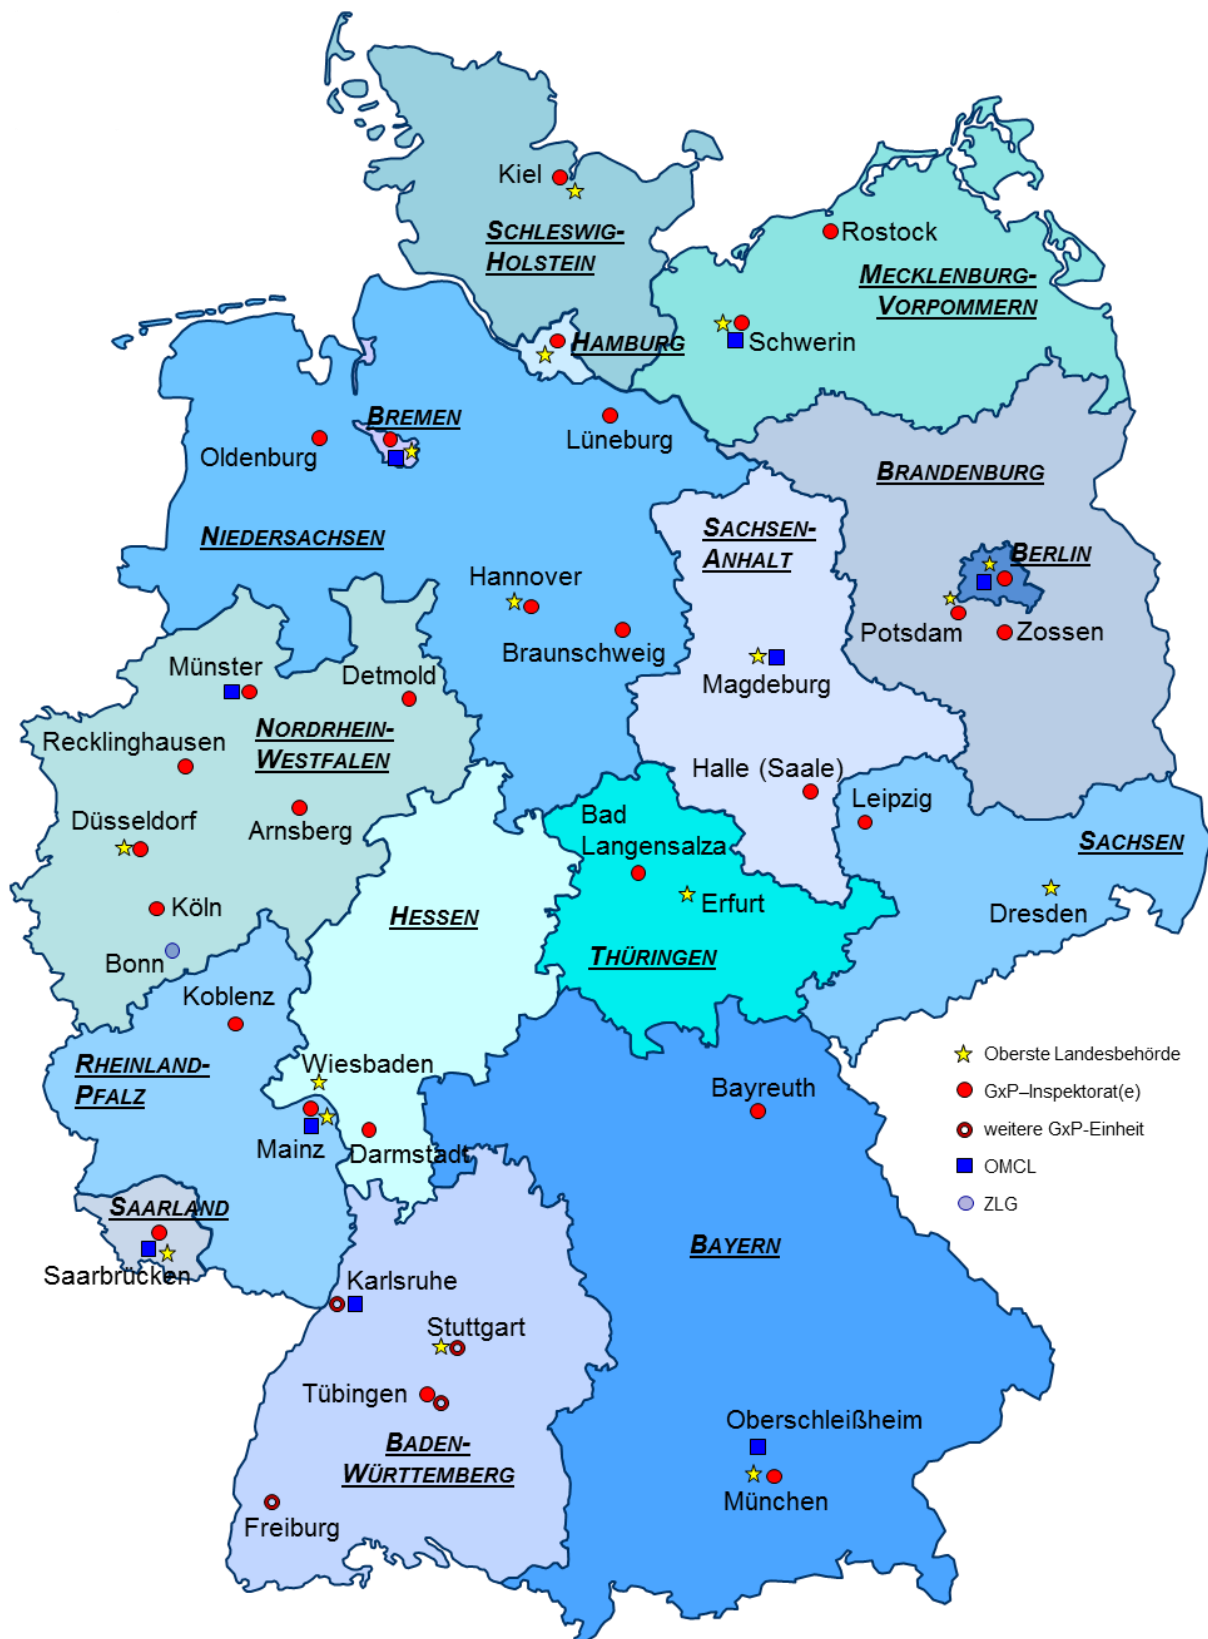 Kiel
SCHLESWIG-
HOLSTEIN
Rostock
MECKLENBURG-
VORPOMMERN
HAMBURG
Schwerin
BREMEN
Lüneburg
Oldenburg
BRANDENBURG
NIEDERSACHSEN
SACHSEN-
ANHALT
BERLIN
Hannover
Potsdam
Zossen
Braunschweig
Münster
Detmold
Magdeburg
NORDRHEIN-
WESTFALEN
Recklinghausen
Halle (Saale)
Leipzig
Düsseldorf
Arnsberg
Bad
Langensalza
SACHSEN
Köln
HESSEN
Erfurt
Dresden
Bonn
THÜRINGEN
Koblenz
RHEINLAND-
PFALZ
Wiesbaden
Mainz
Darmstadt
Bayreuth
Oberste Landesbehörde
GxP–Inspektorat(e)
weitere GxP-Einheit
OMCL
ZLG
SAARLAND
Saarbrücken
BAYERN
Karlsruhe
Stuttgart
Tübingen
BADEN-
WÜRTTEMBERG
Oberschleißheim
München
Freiburg